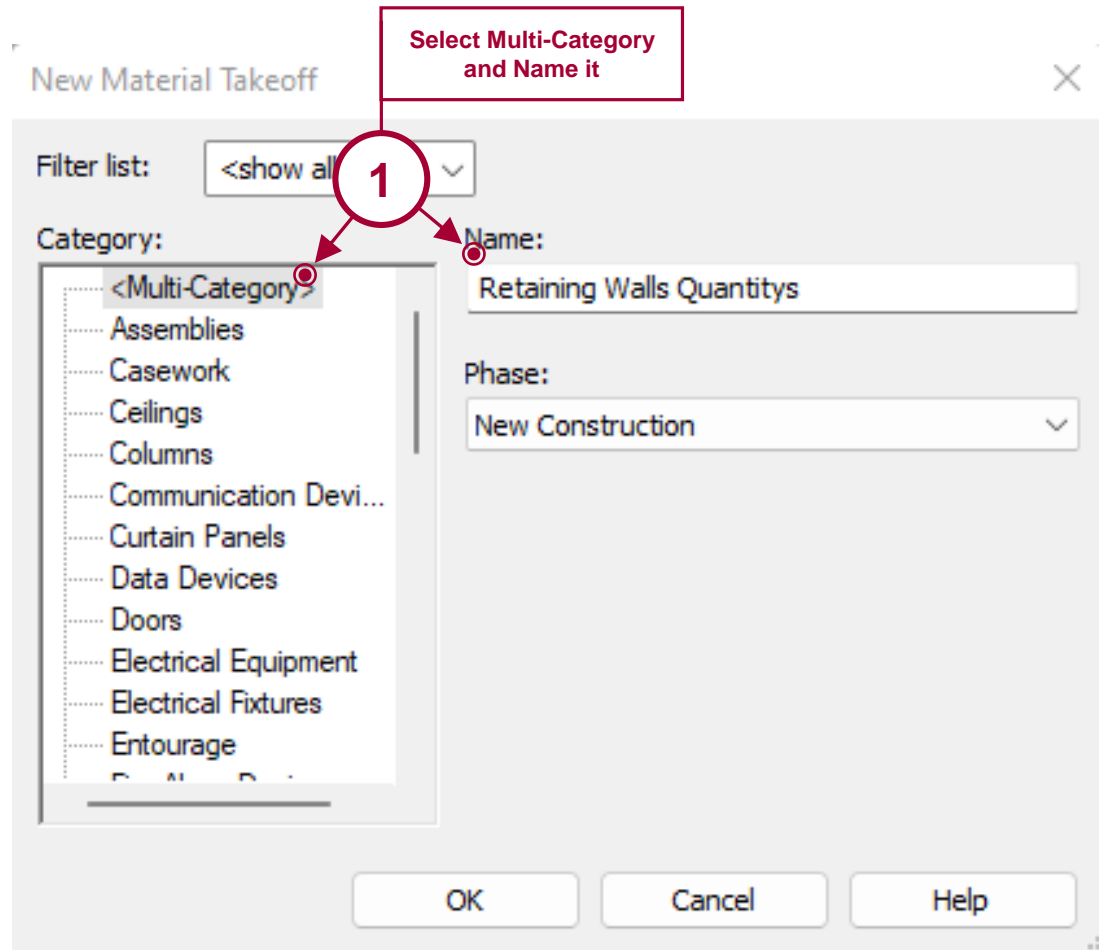 Select Multi-Category
and Name it
New Material Takeoff
Filter list:
<show all
1
Category:
Name:
<Multi-Category>
Retaining Walls Quantitys
Assemblies
Casework
Phase:
Ceilings
New Construction
Columns
Communication Devi...
Curtain Panels
Data Devices
Doors
Electrical Equipment
Electrical Fixtures
Entourage
OK
Cancel
Help